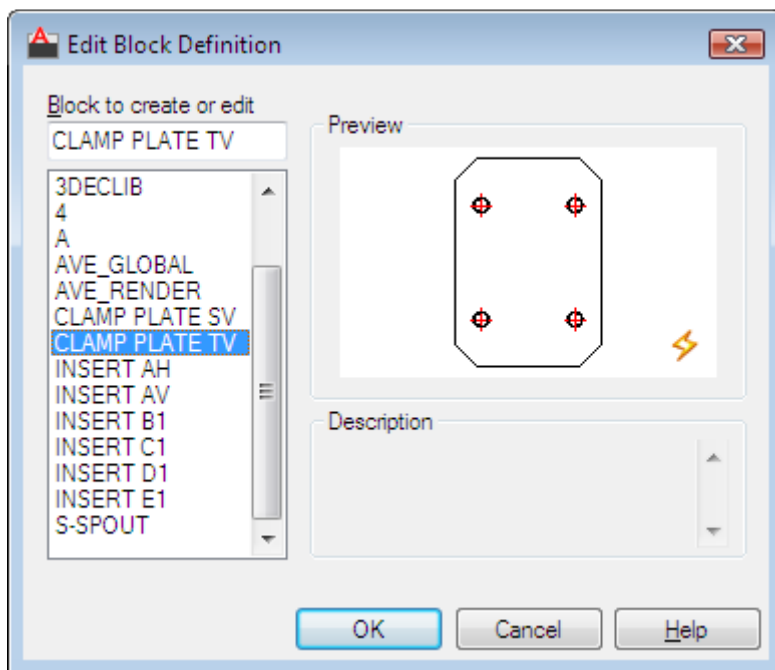 Edit Block Definition
Block to create or edit
CLAMP PLATE TV
3DECLIB
4
A
AVE_GLOBAL
AVE_RENDER
CLAMP PLATE SV
CLAMP PLATE TV
INSERT AH
INSERT AV
INSERT B1
INSERT C1
INSERT D1
INSERT E1
S-SPOUT
Preview
Description
OK
Cancel
Help